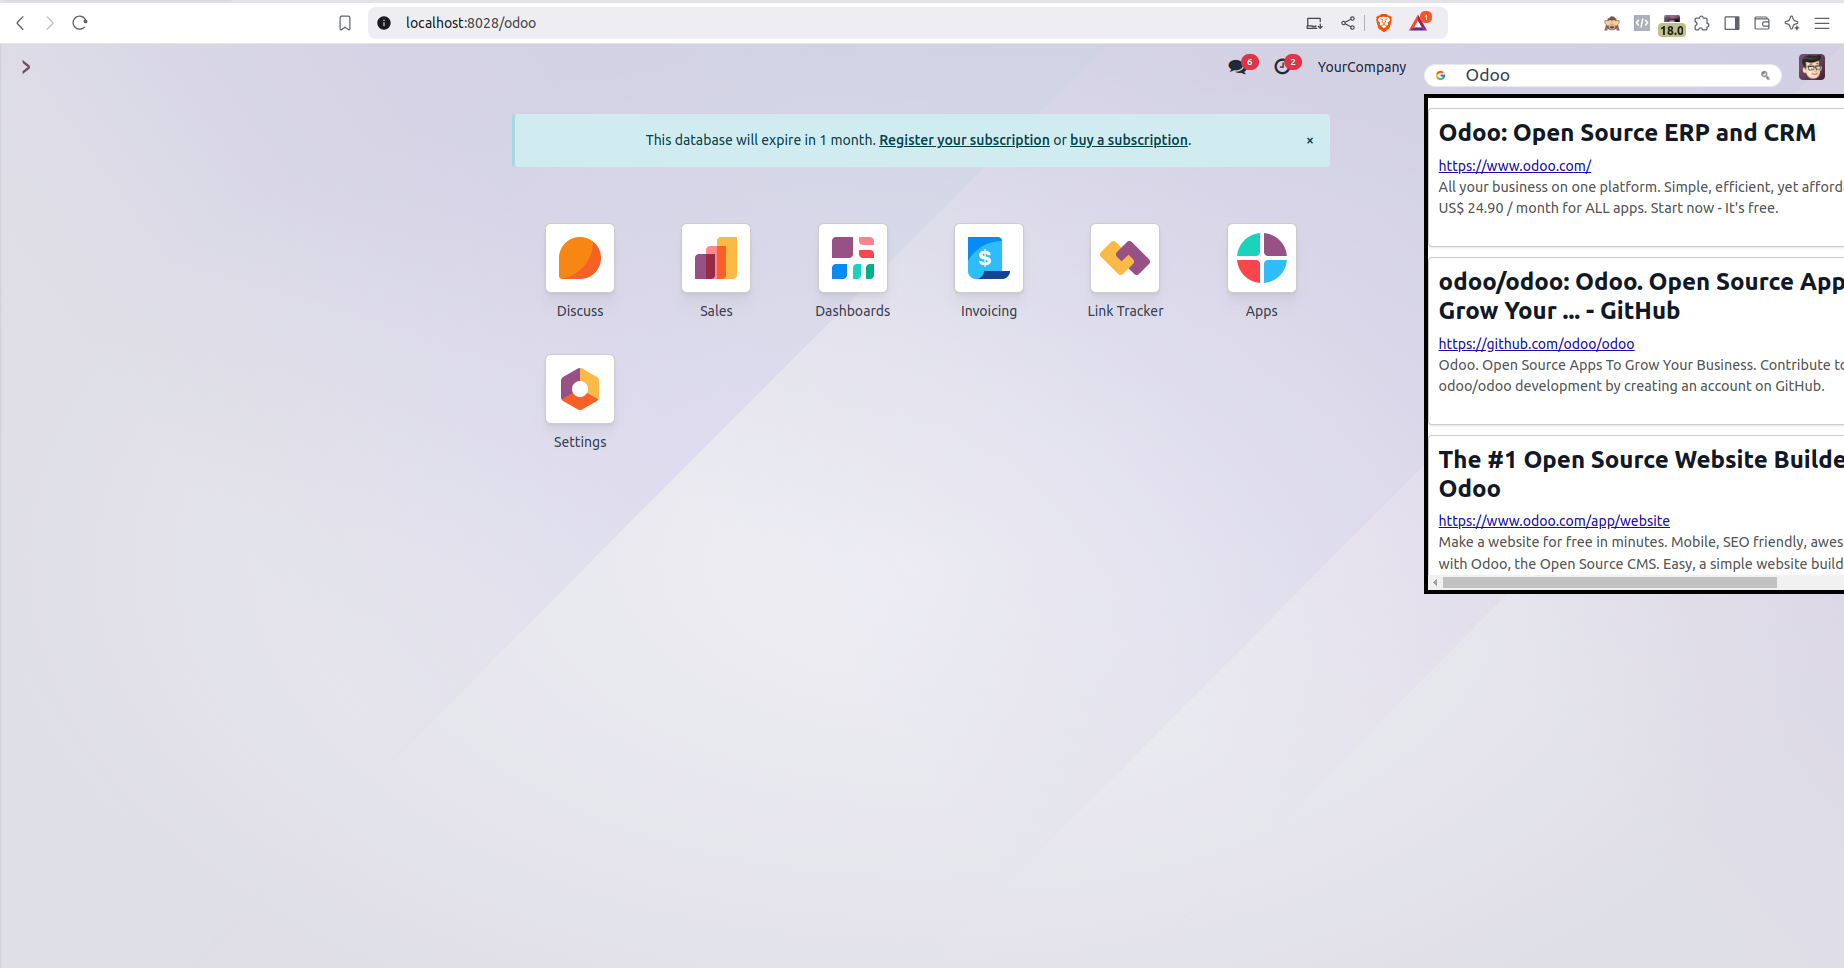 localhost:8028/odoo
1
18.0
6
2
YourCompany
Odoo
This database will expire in 1 month. Register your subscription or buy a subscription.
×
Discuss
Sales
Dashboards
$
Invoicing
Link Tracker
Apps
Settings
Odoo: Open Source ERP and CRM
https://www.odoo.com/
All your business on one platform. Simple, efficient, yet afforda
US$ 24.90 / month for ALL apps. Start now - It's free.
odoo/odoo: Odoo. Open Source App
Grow Your ... - GitHub
https://github.com/odoo/odoo
Odoo. Open Source Apps To Grow Your Business. Contribute to
odoo/odoo development by creating an account on GitHub.
The #1 Open Source Website Builde
Odoo
https://www.odoo.com/app/website
Make a website for free in minutes. Mobile, SEO friendly, awes
with Odoo, the Open Source CMS. Easy, a simple website build